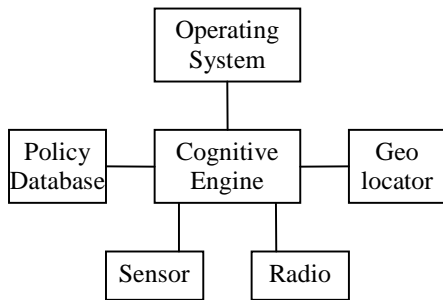 Operating
System
Policy
Database
Cognitive
Engine
Geo
locator
Sensor
Radio